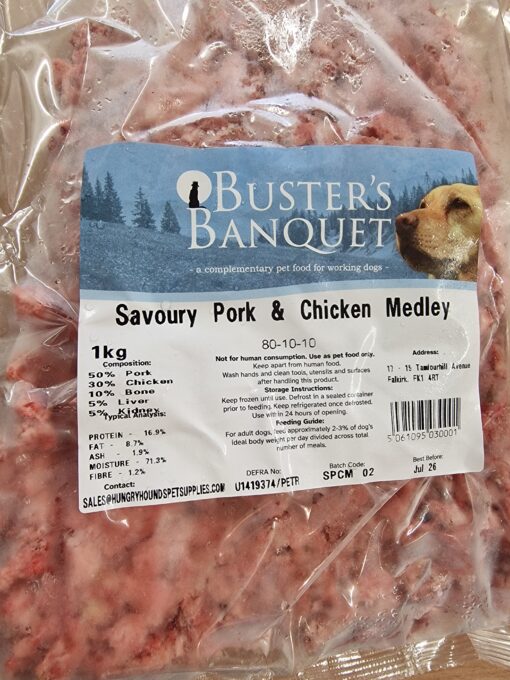 BUSTER'S
BANQUET
- a complementary pet food for working dogs -
Savoury Pork & Chicken Medley
1kg
Composition:
50% Pork
30% Chicken
10% Bone
5% Liver
5% Kidney
Typical Analysis:
PROTEIN - 16.9%
FAT - 8.7%
ASH - 1.9%
MOISTURE - 71.3%
FIBRE - 1.2%
Contact:
SALES@HUNGRYHOUNDSPETSUPPLIES.COM
80-10-10
Not for human consumption. Use as pet food only.
Keep apart from human food.
Wash hands and clean tools, utensils and surfaces
after handling this product.
Storage Instructions:
Keep frozen until use. Defrost in a sealed container
prior to feeding. Keep refrigerated once defrosted.
Use within 24 hours of opening.
Feeding Guide:
For adult dogs, feed approximately 2-3% of dog's
ideal body weight per day divided across total
number of meals.
DEFRA No:
U1419374/PETR
Batch Code:
SPCM 02
Address:
17 - 19 Tamfourhill Avenue
Falkirk, FK1 4RT
5061095030001
Best Before:
Jul 26